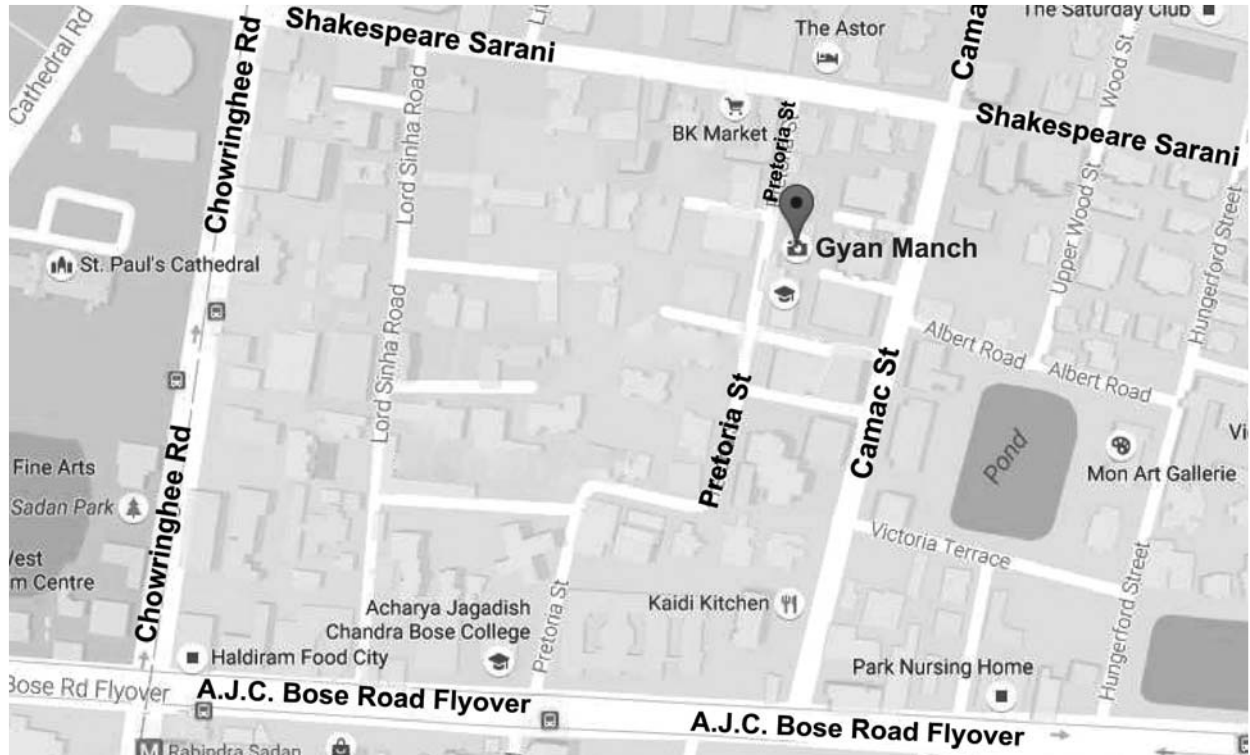 Cathedral Rd
Chowringhee Rd
Shakespeare Sarani
Lord Sinha Road
The Astor
Camac
The Saturday Club
Wood St
BK Market
Pretoria St
Shakespeare Sarani
St. Paul's Cathedral
Gyan Manch
Upper Wood St
Hungerford Street
Lord Sinha Road
Albert Road
Albert Road
Pretoria St
Camac St
Pond
Mon Art Gallerie
Fine Arts
Sadan Park
Chowringhee Rd
m Centre
Victoria Terrace
Pretoria St
Kaidi Kitchen
Acharya Jagadish
Chandra Bose College
Hungerford Street
Haldiram Food City
Park Nursing Home
Bose Rd Flyover
A.J.C. Bose Road Flyover
A.J.C. Bose Road Flyover
M Rabindra Sadan